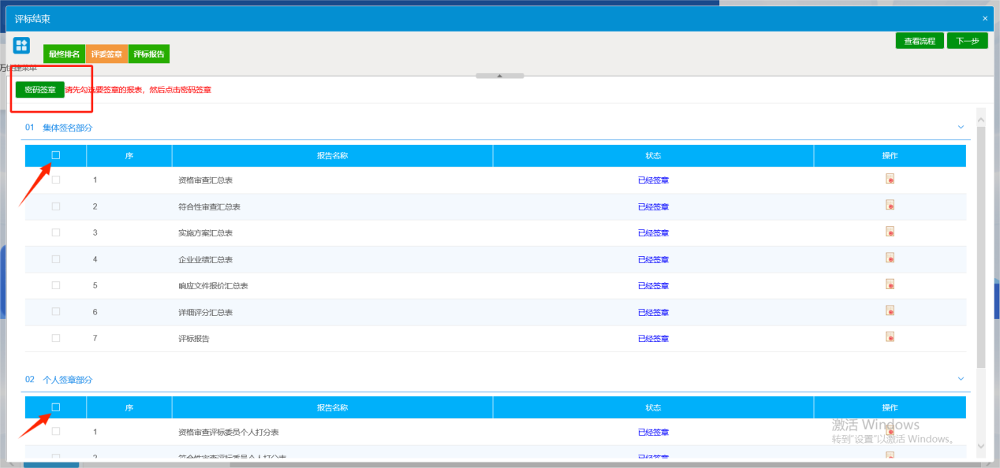 评标结束
×
最终排名 评委签章 评标报告
查看流程 下一步
快捷菜单
密码签章 请先勾选要签章的报表，然后点击密码签章
01 集体签名部分
序 报告名称 状态 操作
1 资格审查汇总表 已经签章
2 符合性审查汇总表 已经签章
3 实施方案汇总表 已经签章
4 企业业绩汇总表 已经签章
5 响应文件报价汇总表 已经签章
6 详细评分汇总表 已经签章
7 评标报告 已经签章
02 个人签章部分
序 报告名称 状态 操作
1 资格审查评标委员个人打分表 已经签章
2 符合性审查评标委员个人打分表 已经签章
激活 Windows
转到"设置"以激活 Windows。